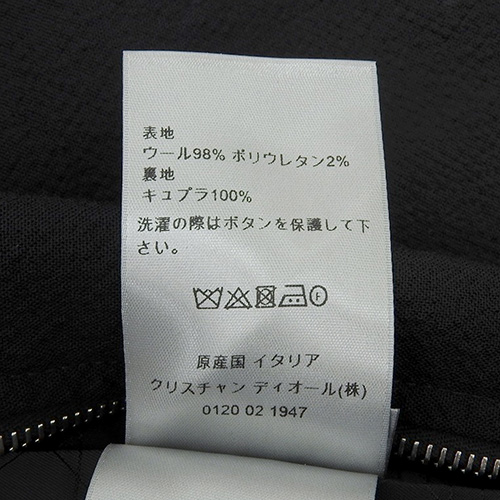 表地
ウール98% ポリウレタン2%
裏地
キュプラ100%
洗濯の際はボタンを保護して下
さい。
F
原産国 イタリア
クリスチャン ディオール(株)
0120 02 1947